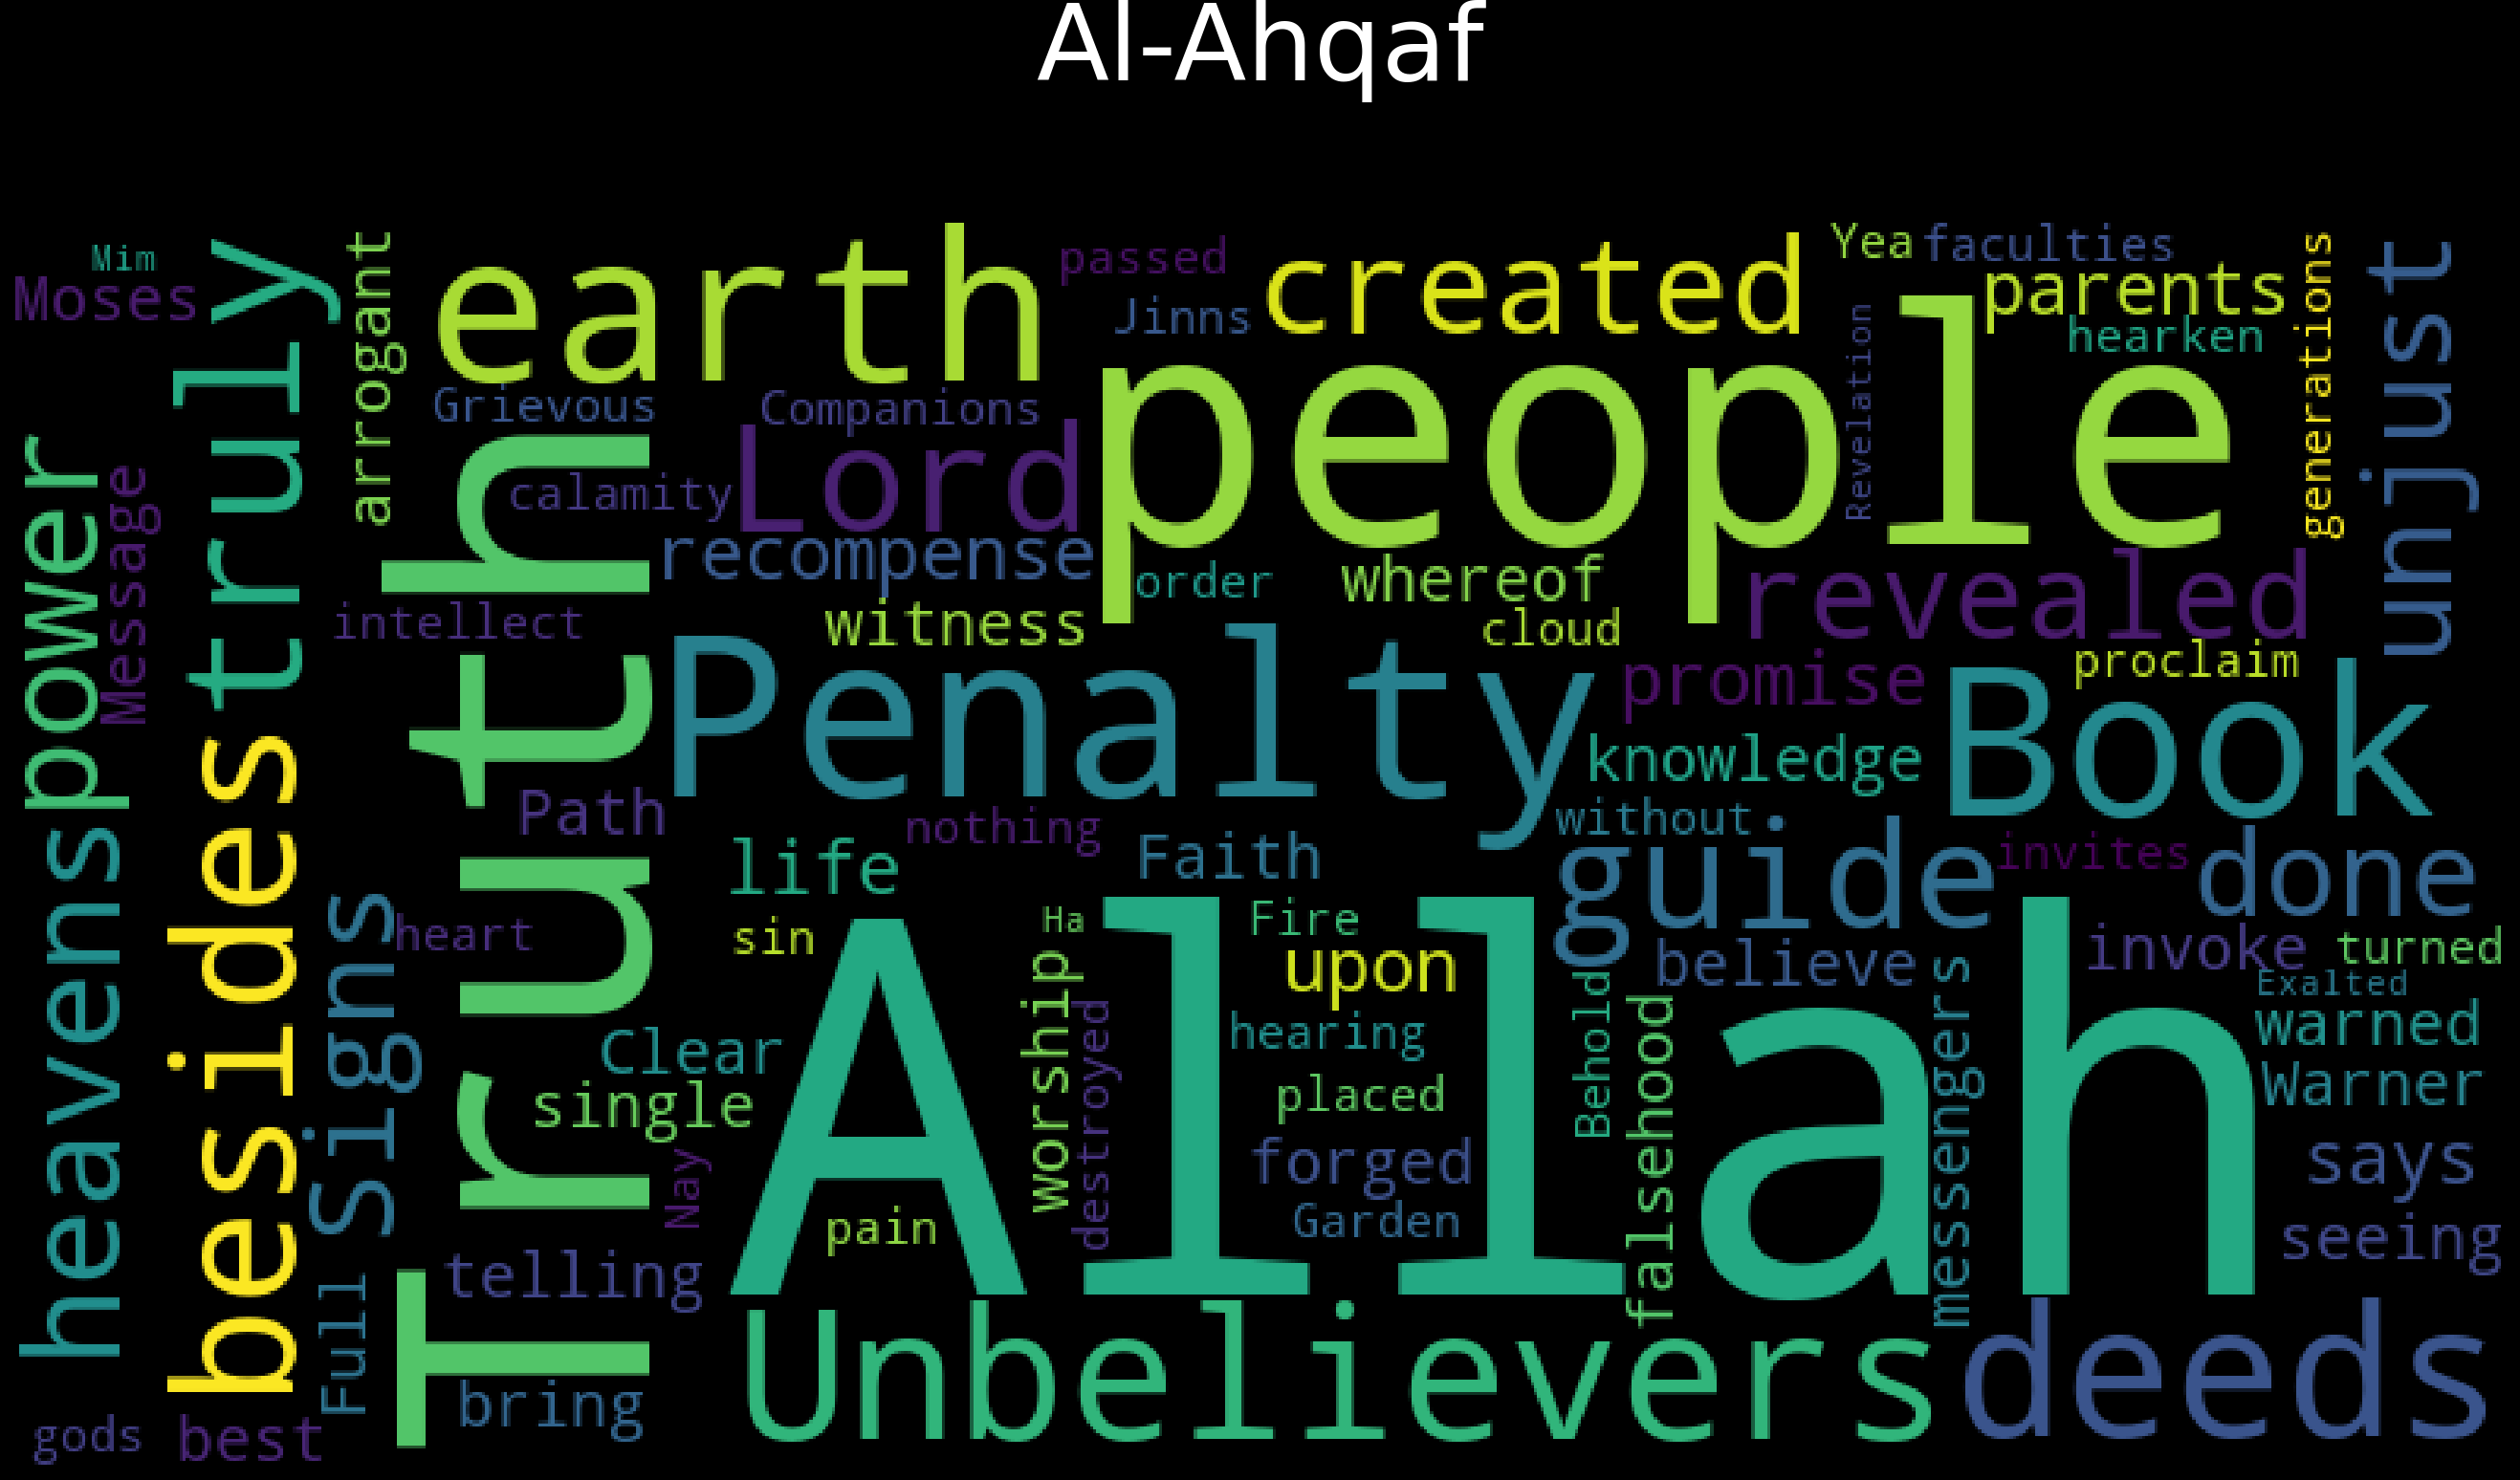 Al-Ahqaf
Nim
Moses
truly
arrogant
earth
passed
Jinns
created
Yea
faculties
parents
hearken
generations
unjust
Revelation
people
Grievous
Companions
Lord
calamity
recompense
power
Message
intellect
witness
order
whereof
cloud
revealed
proclaim
Truth
Penalty
promise
knowledge
Book
besides
heavens
Path
nothing
life
Faith
without
guide
invites
done
Signs
heart
sin
Ha
Fire
upon
believe
invoke
turned
Exalted
worship
destroyed
hearing
Behold
falsehood
messengers
warned
Warner
Clear
single
Allah
placed
forged
Garden
says
seeing
Nay
pain
telling
Full
Unbelievers
deeds
bring
gods
best